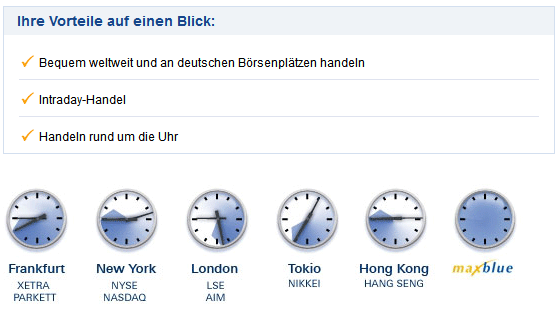 Ihre Vorteile auf einen Blick:
Bequem weltweit und an deutschen Börsenplätzen handeln
Intraday-Handel
Handeln rund um die Uhr
Frankfurt
XETRA
PARKETT
New York
NYSE
NASDAQ
London
LSE
AIM
Tokio
NIKKEI
Hong Kong
HANG SENG
maxblue